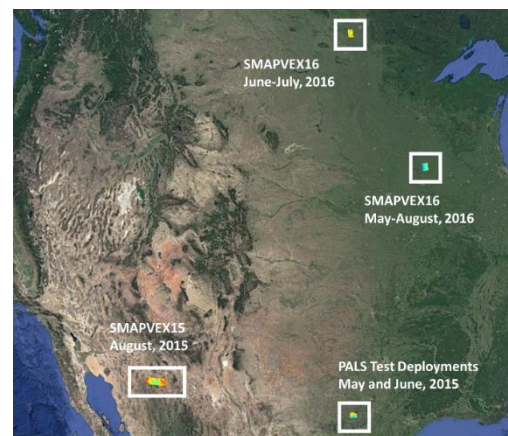 SMAPVEX16
June-July, 2016
SMAPVEX16
May-August, 2016
SMAPVEX15
August, 2015
PALS Test Deployments
May and June, 2015